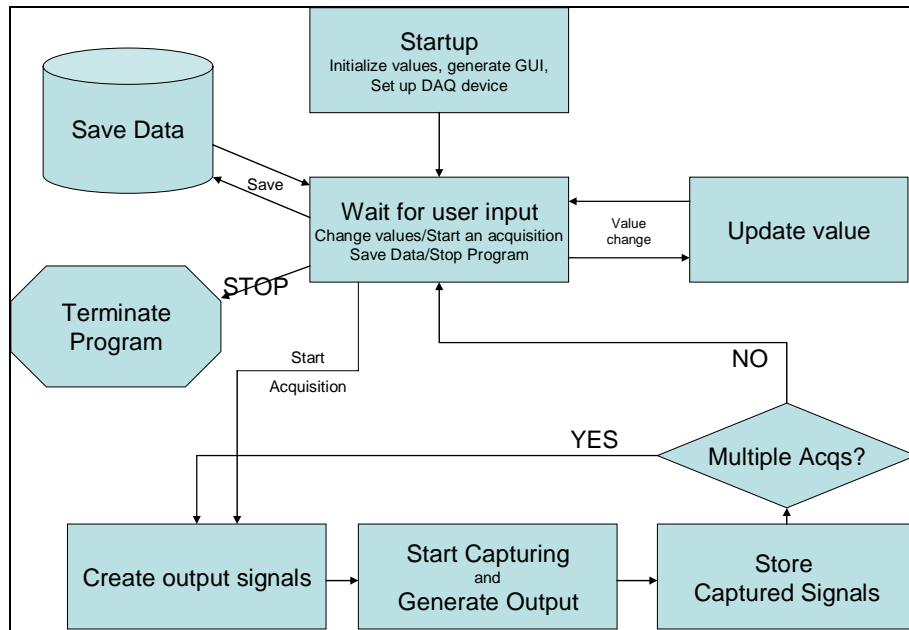 Startup
Initialize values, generate GUI,
Set up DAQ device
Save Data
Save
Wait for user input
Change values/Start an acquisition
Save Data/Stop Program
Value
change
Update value
STOP
Terminate
Program
Start
Acquisition
NO
YES
Multiple Acqs?
Create output signals
Start Capturing
and
Generate Output
Store
Captured Signals